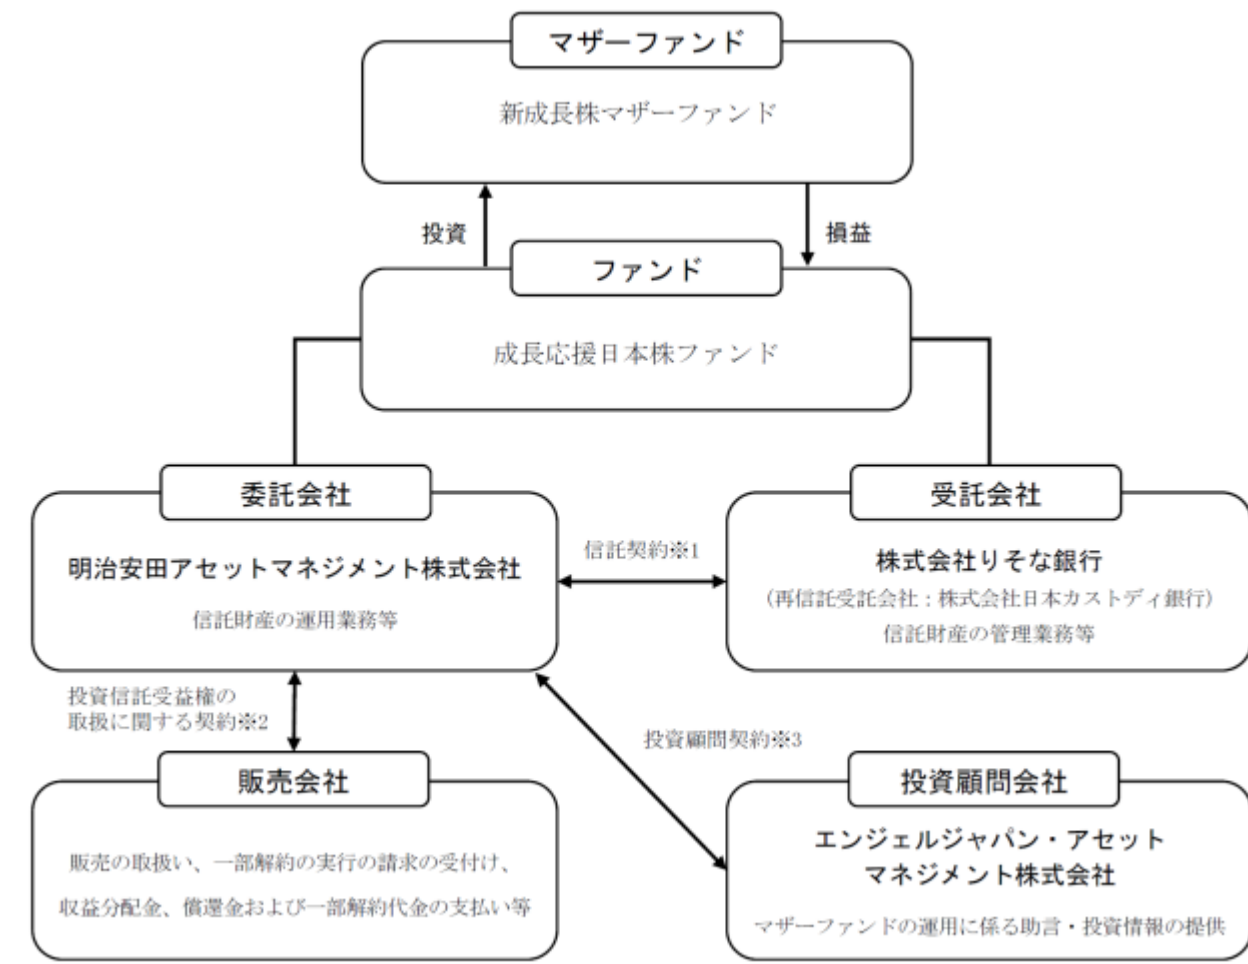 マザーファンド
新成長株マザーファンド
投資
損益
ファンド
成長応援日本株ファンド
委託会社
明治安田アセットマネジメント株式会社
信託財産の運用業務等
信託契約※1
受託会社
株式会社りそな銀行
(再信託受託会社：株式会社日本カストディ銀行)
信託財産の管理業務等
投資信託受益権の
取扱に関する契約※2
投資顧問契約※3
販売会社
販売の取扱い、一部解約の実行の請求の受付け、
収益分配金、償還金および一部解約代金の支払い等
投資顧問会社
エンジェルジャパン・アセット
マネジメント株式会社
マザーファンドの運用に係る助言・投資情報の提供